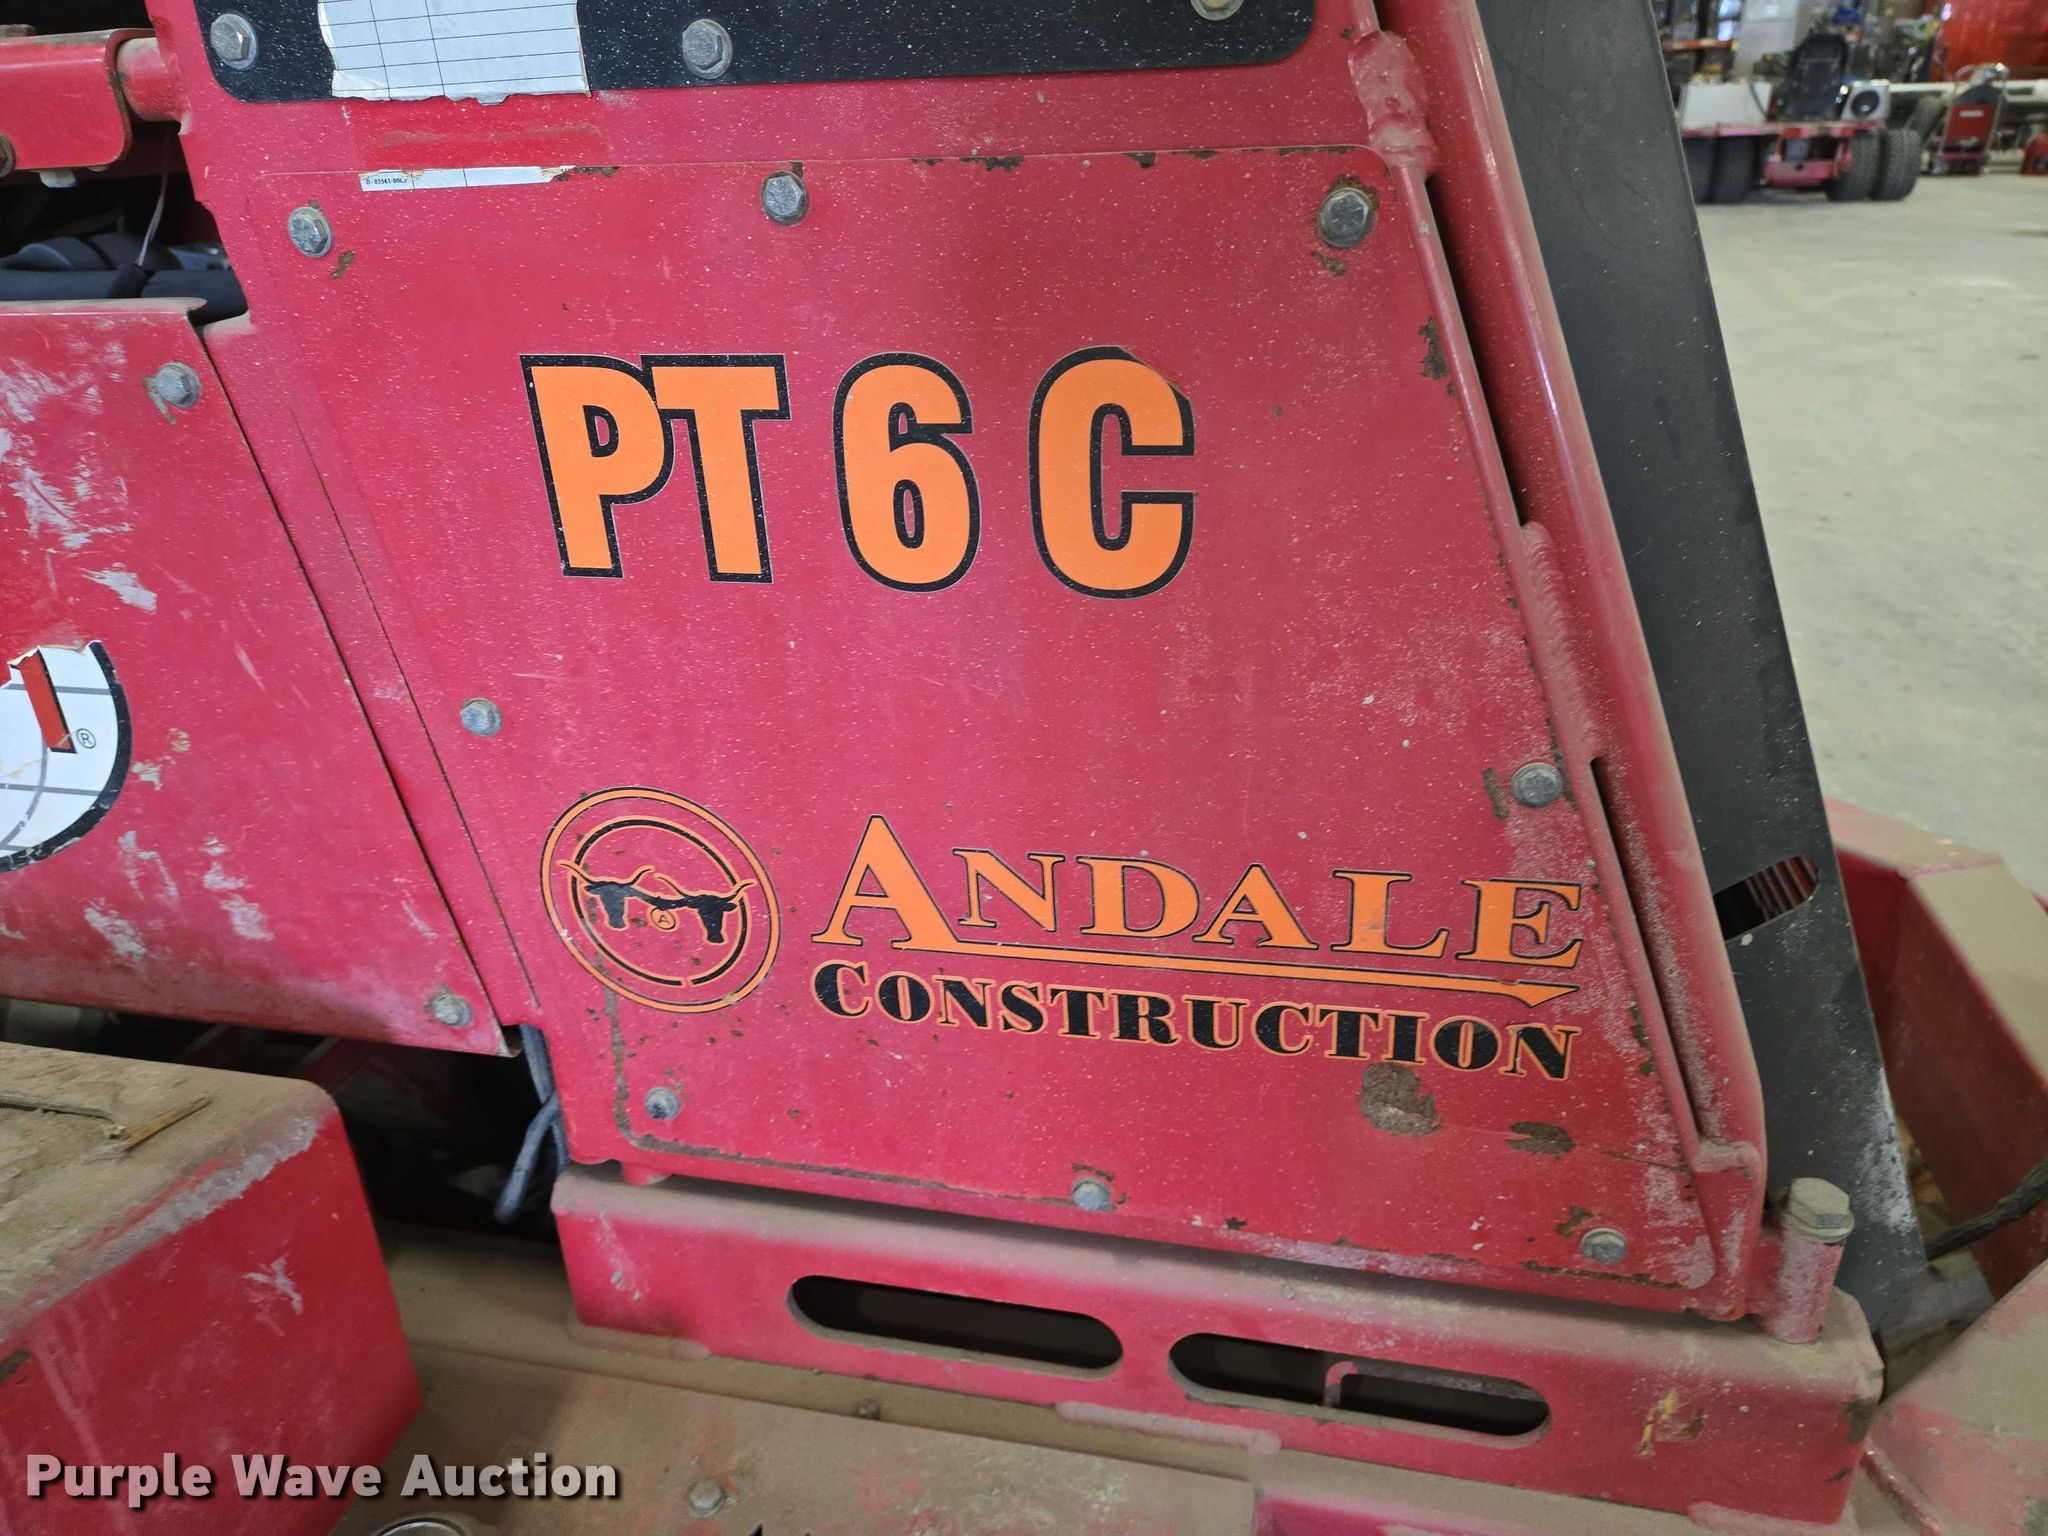 PT 6 C
®
A
ANDALE
CONSTRUCTION
Purple Wave Auction